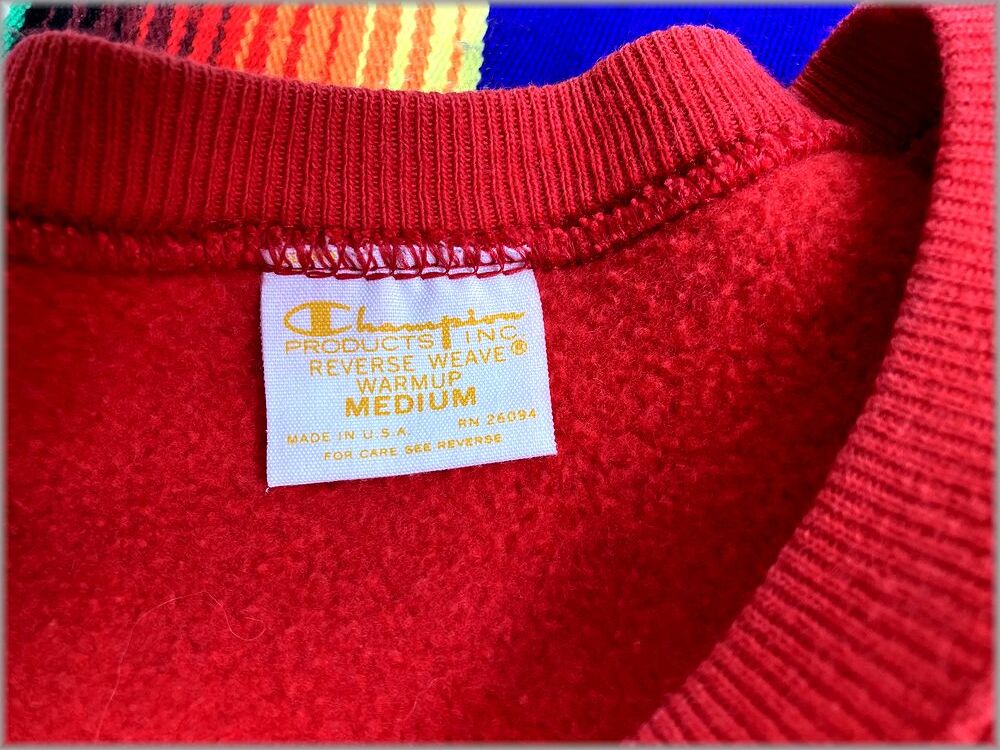 Champion
PRODUCTS INC.
REVERSE WEAVE®
WARMUP
MEDIUM
MADE IN U.S.A. RN 26094
FOR CARE SEE REVERSE